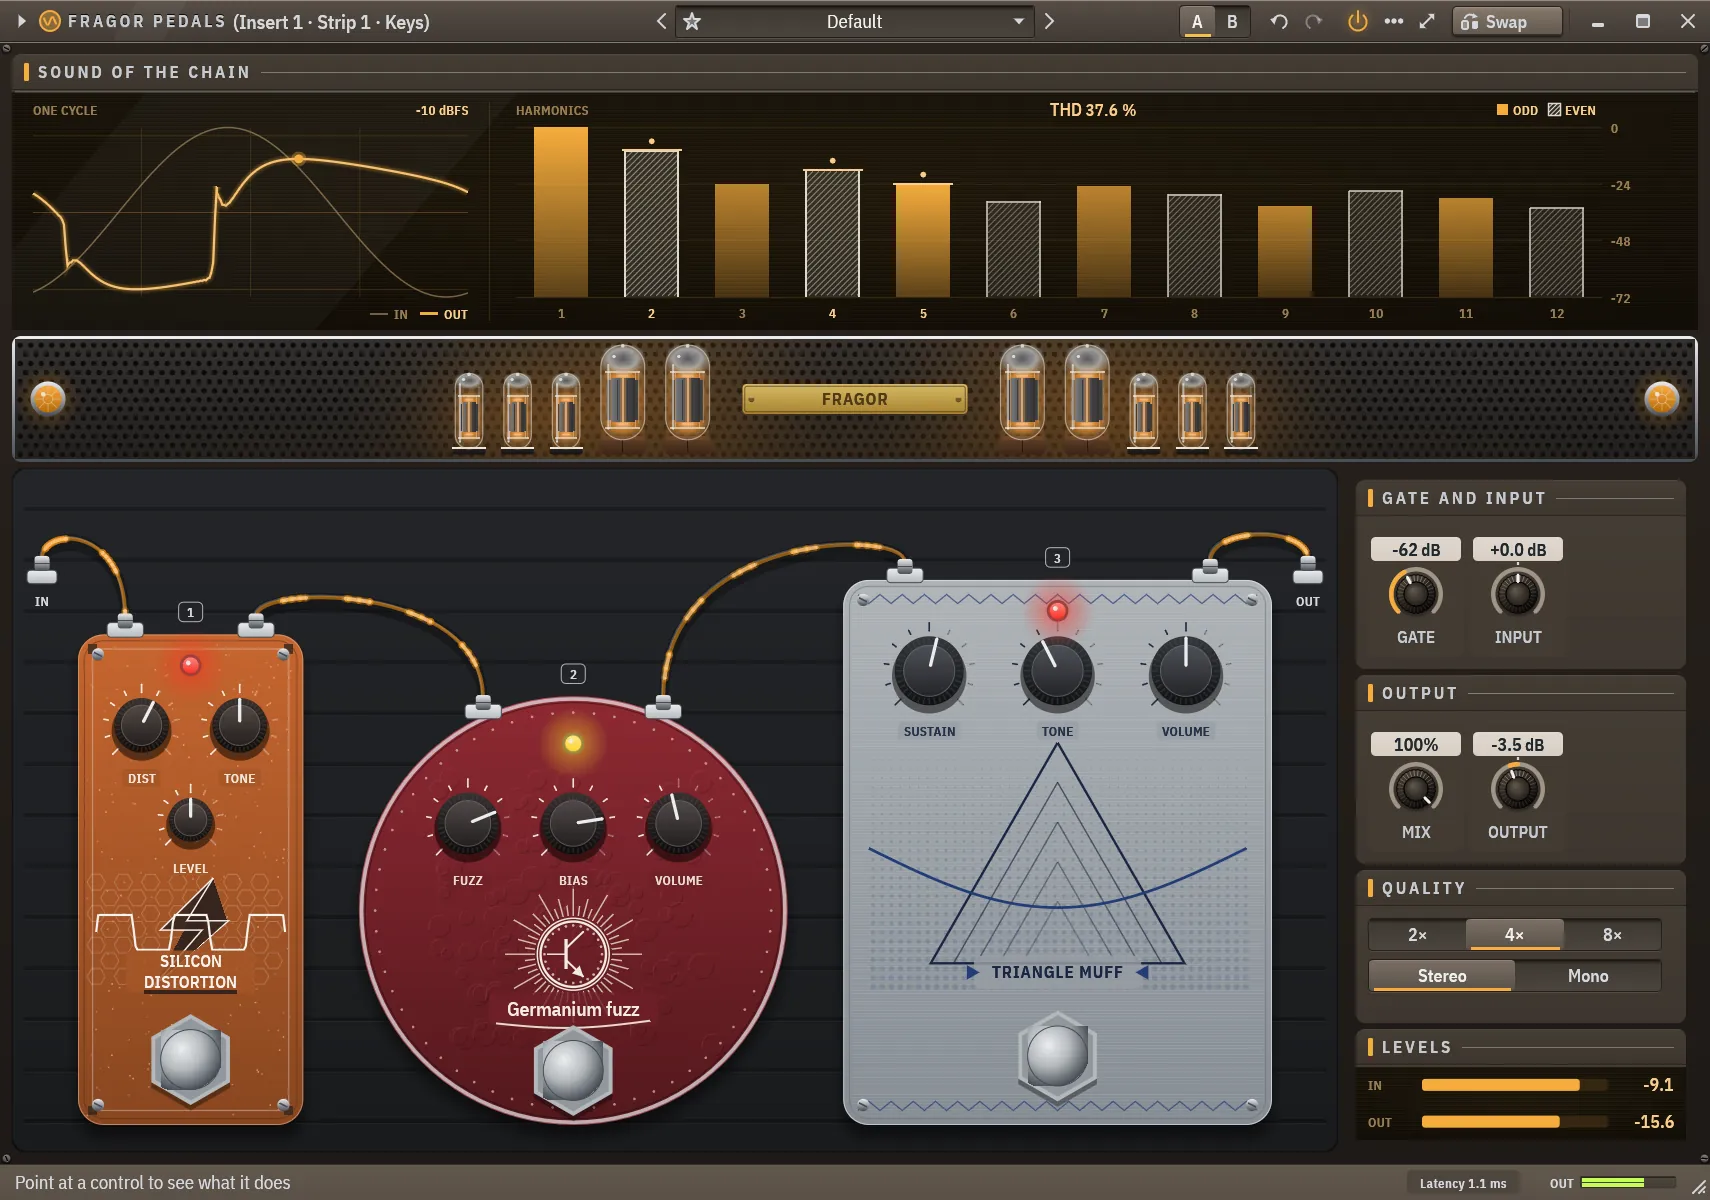 FRAGOR PEDALS (Insert 1 · Strip 1 · Keys)
Default
A B
Swap
SOUND OF THE CHAIN
ONE CYCLE
-10 dBFS
IN OUT
HARMONICS
THD 37.6 %
ODD EVEN
0
-24
-48
-72
1 2 3 4 5 6 7 8 9 10 11 12
FRAGOR
IN
OUT
1
DIST
TONE
LEVEL
SILICON
DISTORTION
2
FUZZ
BIAS
VOLUME
Germanium fuzz
3
SUSTAIN
TONE
VOLUME
TRIANGLE MUFF
GATE AND INPUT
-62 dB
+0.0 dB
GATE
INPUT
OUTPUT
100%
-3.5 dB
MIX
OUTPUT
QUALITY
2× 4× 8×
Stereo Mono
LEVELS
IN -9.1
OUT -15.6
Point at a control to see what it does
Latency 1.1 ms
OUT